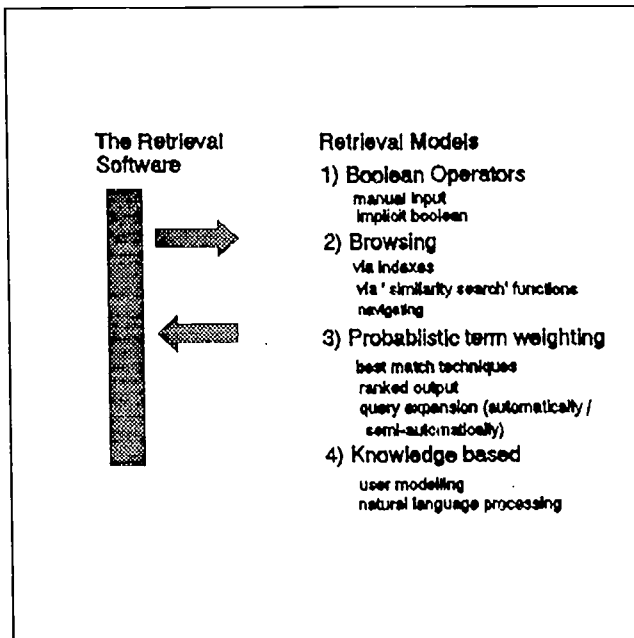 The Retrieval
Software
Retrieval Models
1) Boolean Operators
manual input
implicit boolean
2) Browsing
via indexes
via ' similarity search' functions
navigating
3) Probablistic term weighting
best match techniques
ranked output
query expansion (automatically /
semi-automatically)
4) Knowledge based
user modelling
natural language processing